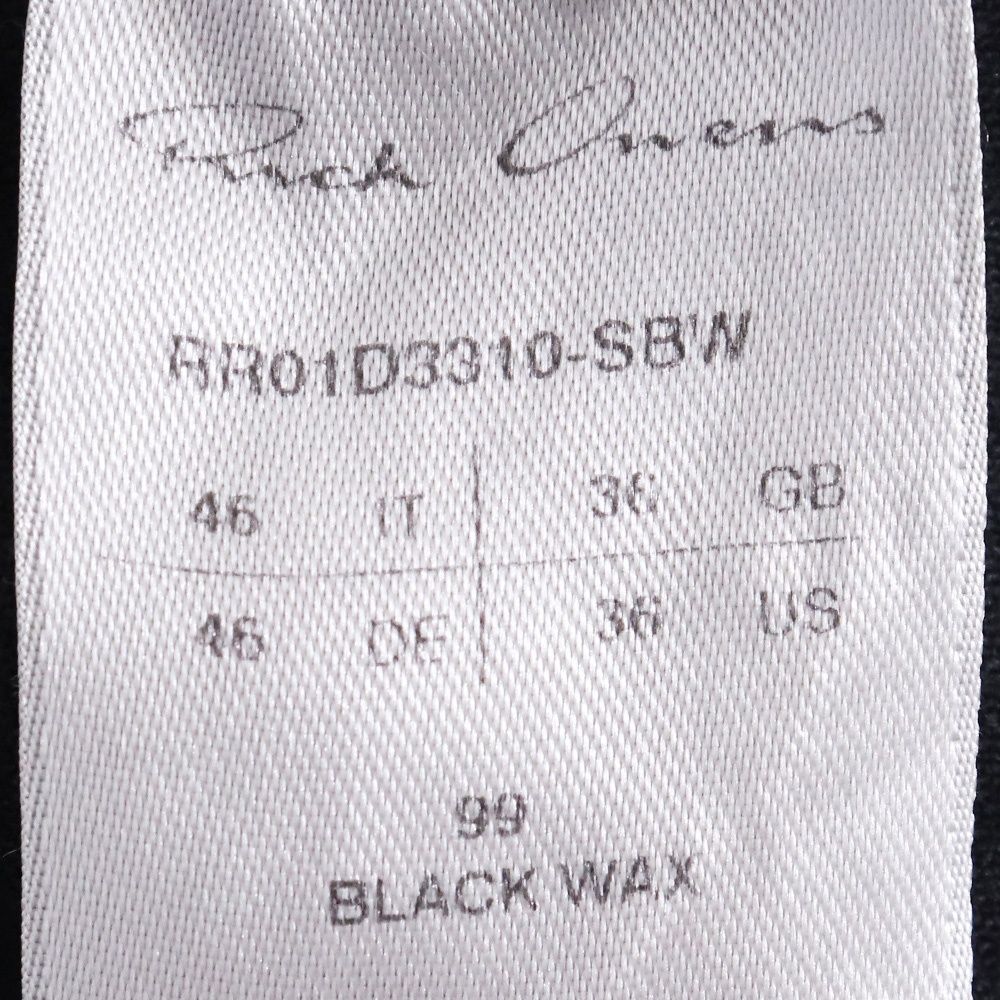 Rick Owens
RR01D3310-SBW
46 IT 36 GB
46 DE 36 US
99
BLACK WAX